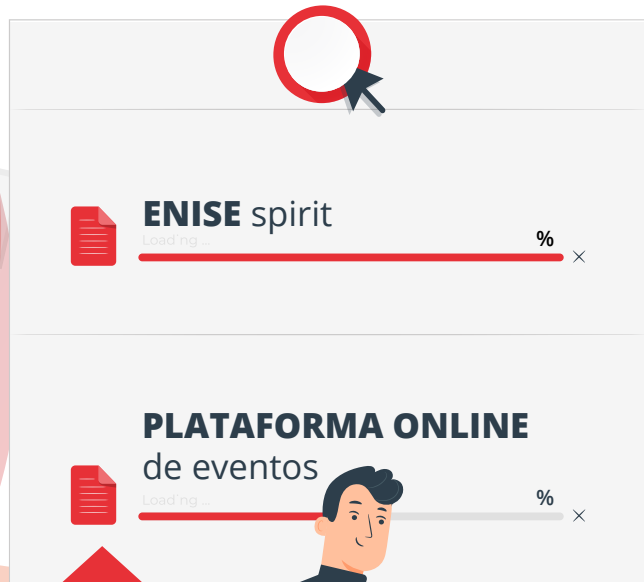 ENISE spirit
Load´ng ...
%
PLATAFORMA ONLINE
de eventos
Load´ng ...
%